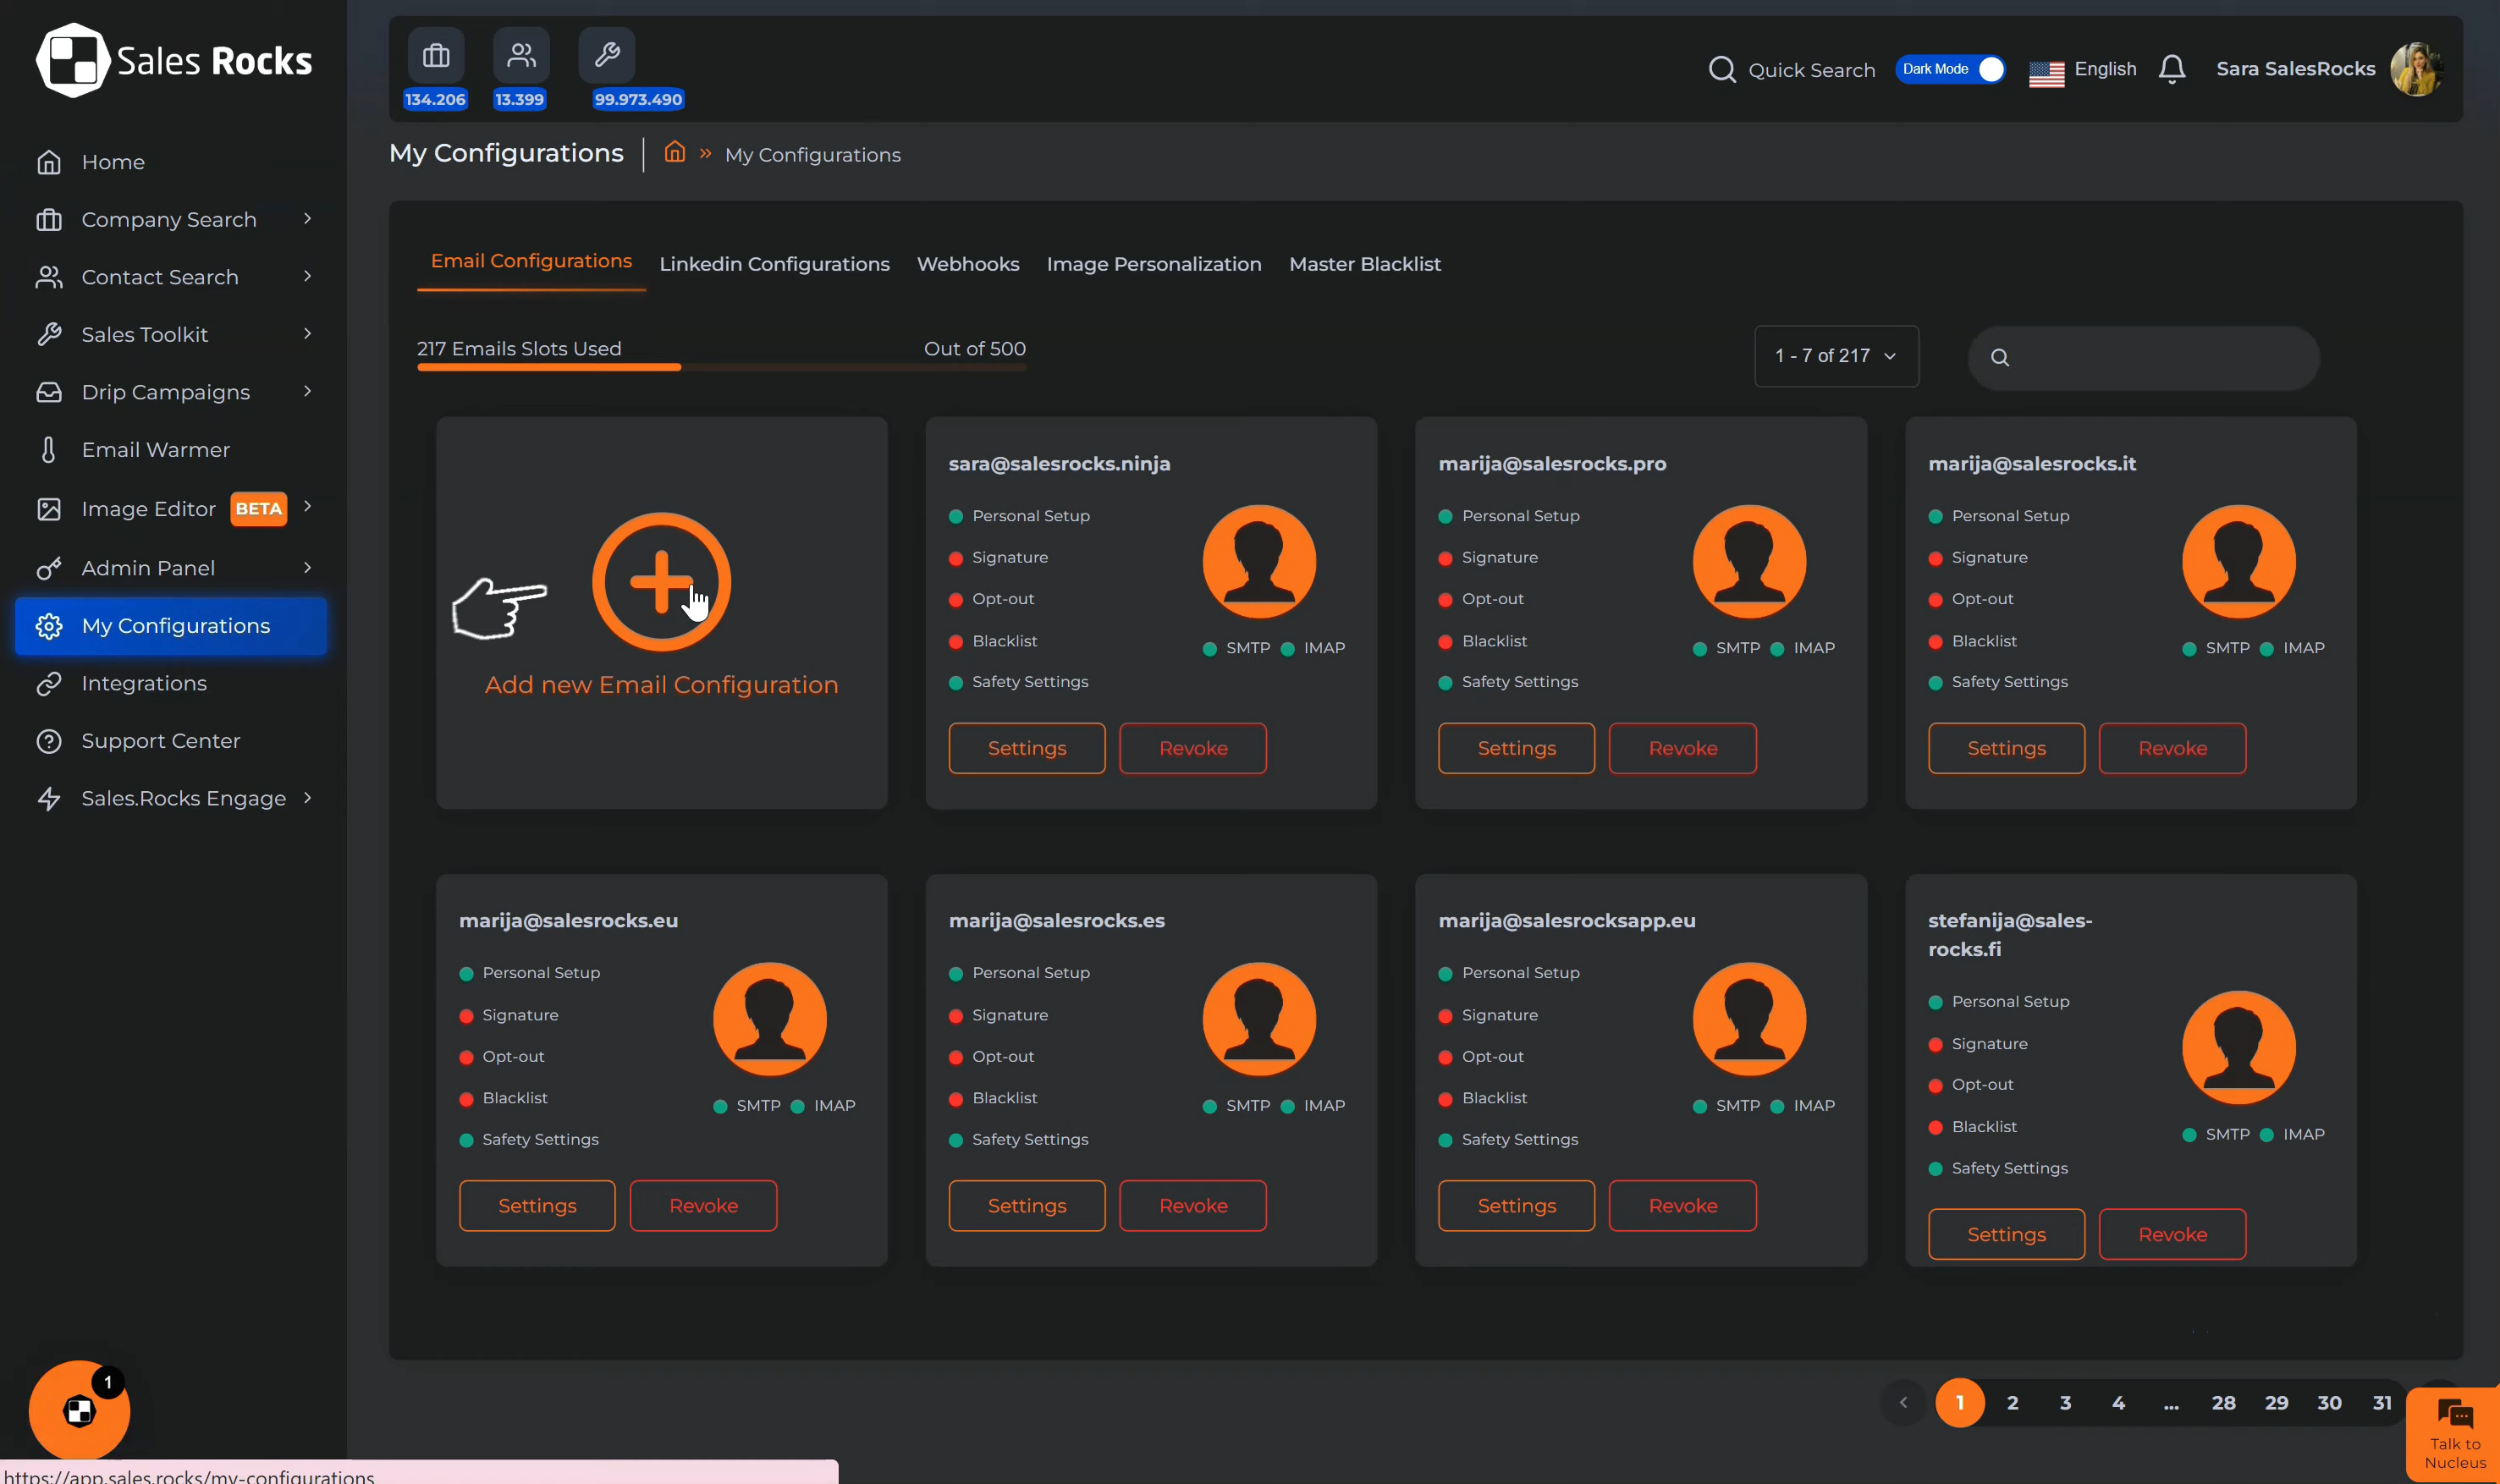 Sales Rocks
134.206
13.399
99.973.490
Quick Search
Dark Mode
English
Sara SalesRocks
Home
Company Search
Contact Search
Sales Toolkit
Drip Campaigns
Email Warmer
Image Editor BETA
Admin Panel
My Configurations
Integrations
Support Center
Sales.Rocks Engage
1
My Configurations
» My Configurations
Email Configurations
Linkedin Configurations
Webhooks
Image Personalization
Master Blacklist
217 Emails Slots Used
Out of 500
1 - 7 of 217
Add new Email Configuration
sara@salesrocks.ninja
Personal Setup
Signature
Opt-out
Blacklist
Safety Settings
SMTP IMAP
Settings
Revoke
marija@salesrocks.pro
Personal Setup
Signature
Opt-out
Blacklist
Safety Settings
SMTP IMAP
Settings
Revoke
marija@salesrocks.it
Personal Setup
Signature
Opt-out
Blacklist
Safety Settings
SMTP IMAP
Settings
Revoke
marija@salesrocks.eu
Personal Setup
Signature
Opt-out
Blacklist
Safety Settings
SMTP IMAP
Settings
Revoke
marija@salesrocks.es
Personal Setup
Signature
Opt-out
Blacklist
Safety Settings
SMTP IMAP
Settings
Revoke
marija@salesrocksapp.eu
Personal Setup
Signature
Opt-out
Blacklist
Safety Settings
SMTP IMAP
Settings
Revoke
stefanija@sales-
rocks.fi
Personal Setup
Signature
Opt-out
Blacklist
Safety Settings
SMTP IMAP
Settings
Revoke
1 2 3 4 ... 28 29 30 31
Talk to
Nucleus
https://app.sales.rocks/my-configurations